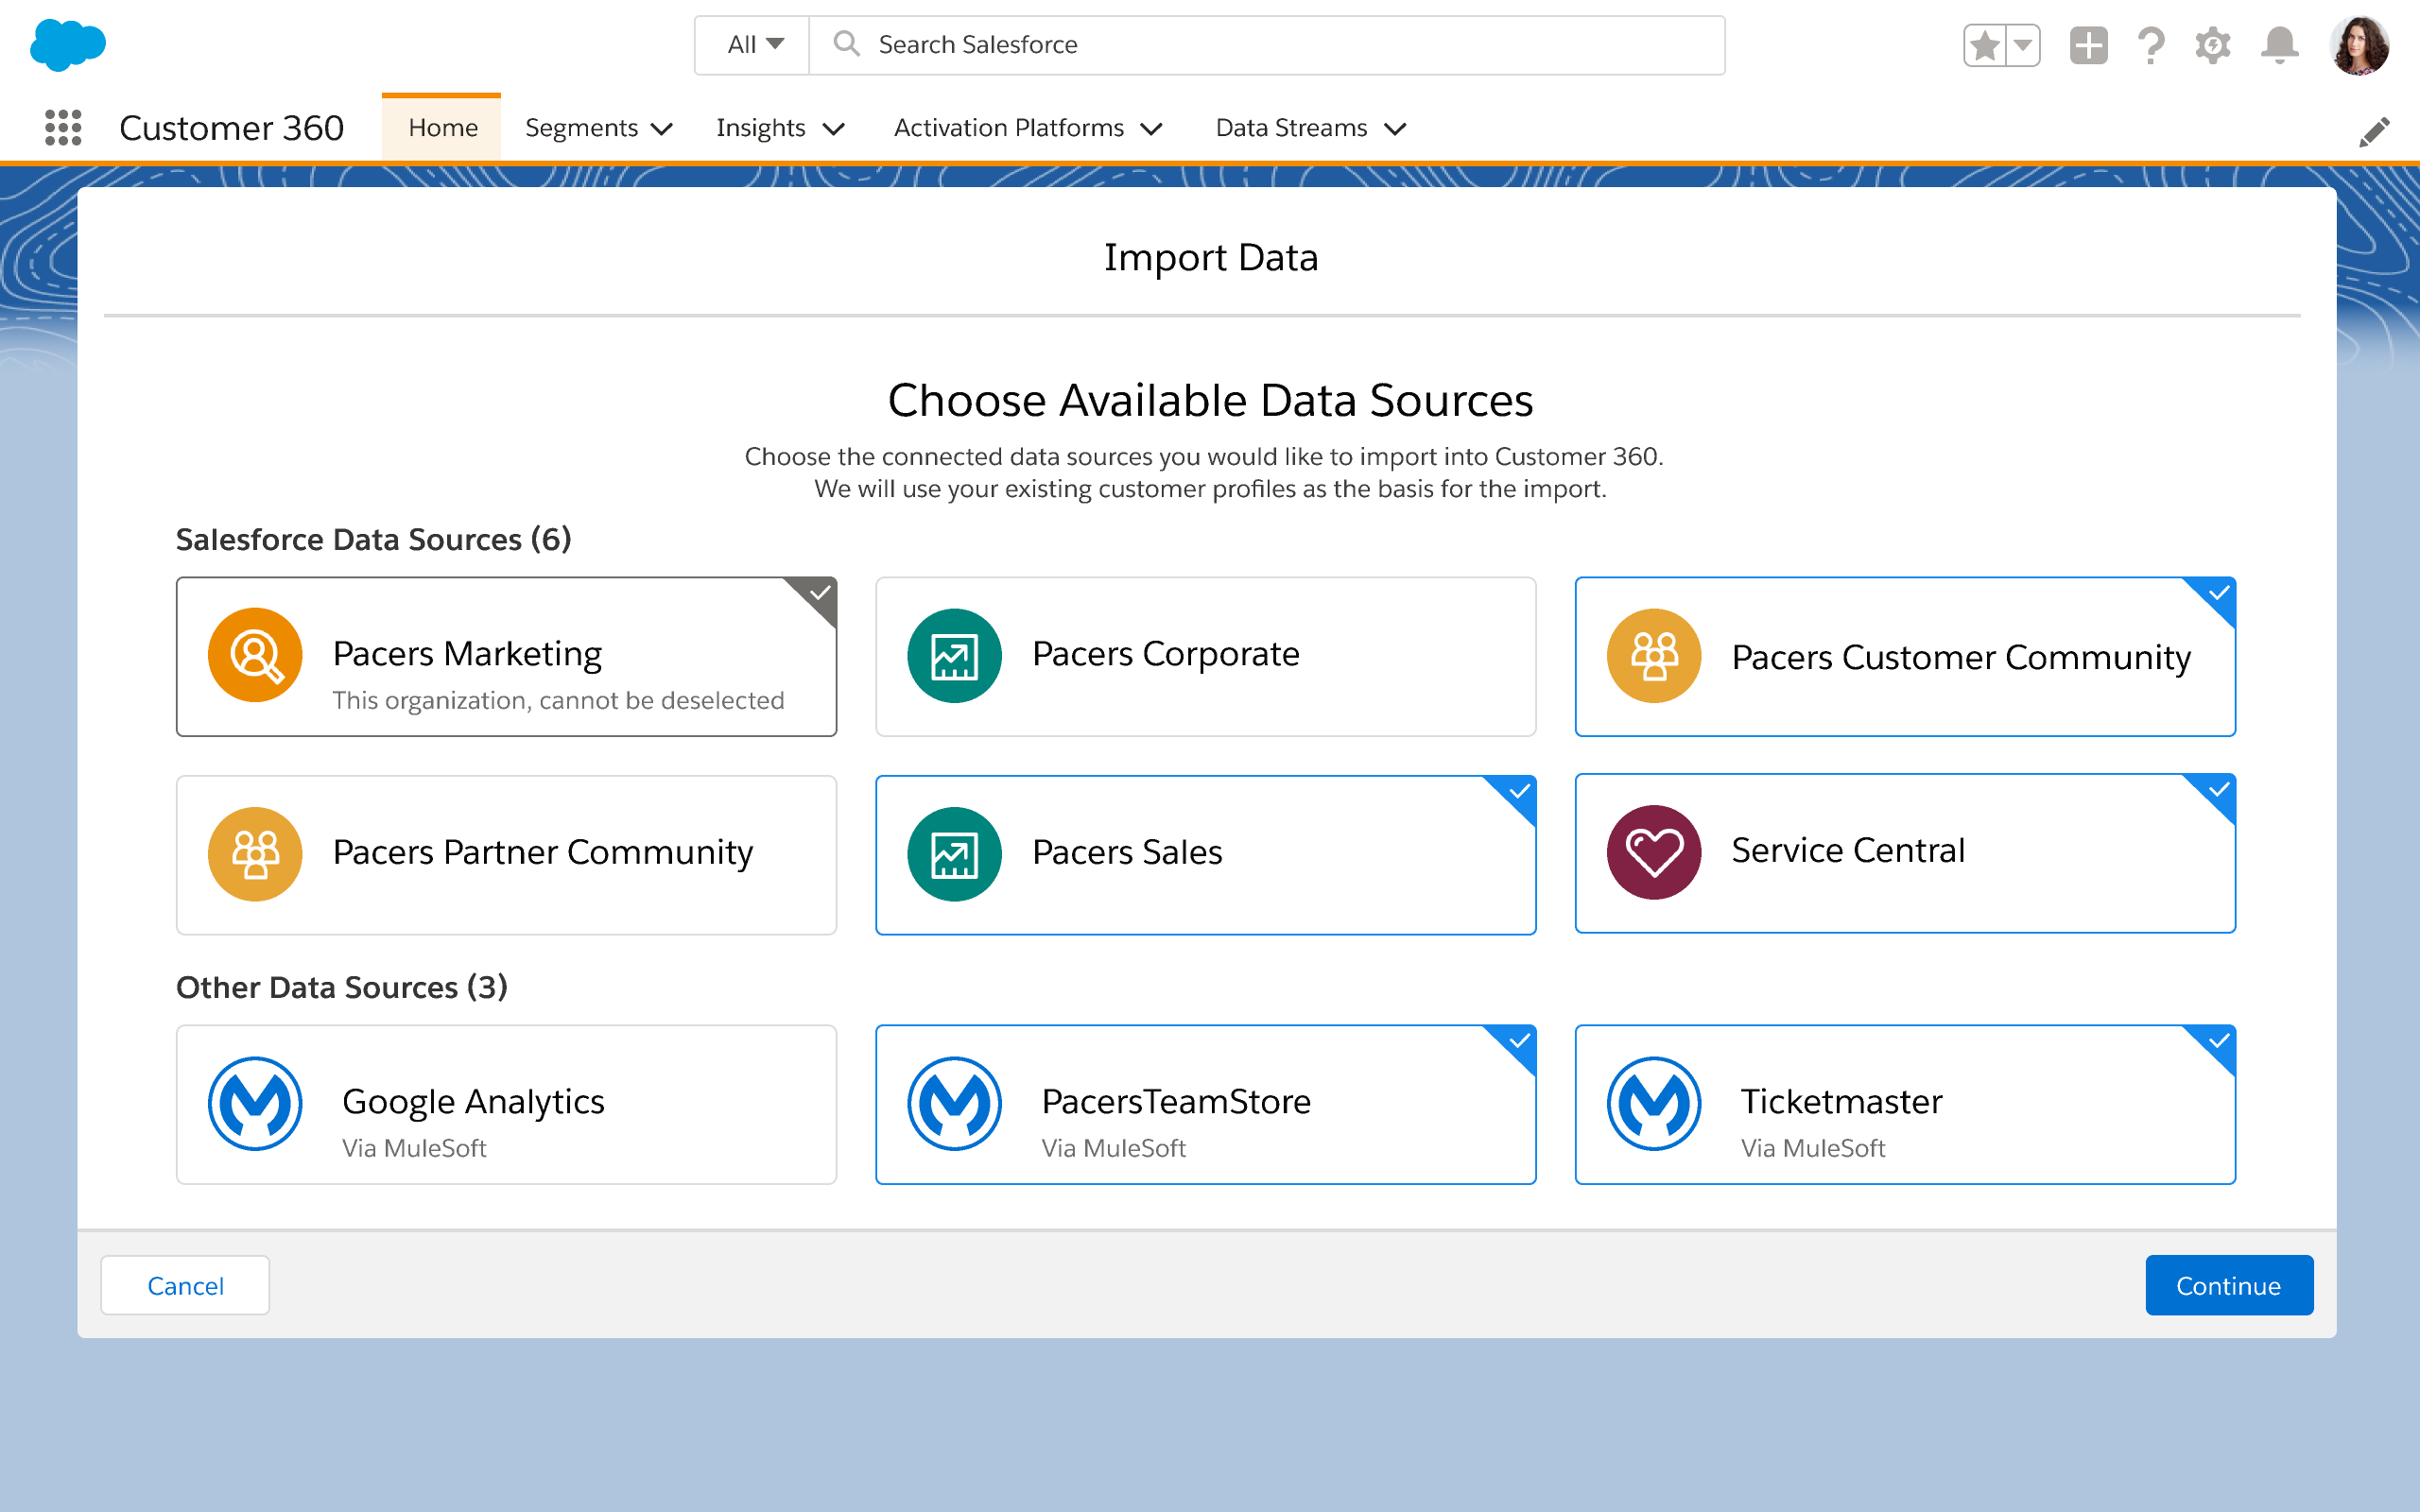 All
Search Salesforce
Customer 360
Home
Segments
Insights
Activation Platforms
Data Streams
Import Data
Choose Available Data Sources
Choose the connected data sources you would like to import into Customer 360.
We will use your existing customer profiles as the basis for the import.
Salesforce Data Sources (6)
Pacers Marketing
This organization, cannot be deselected
Pacers Corporate
Pacers Customer Community
Pacers Partner Community
Pacers Sales
Service Central
Other Data Sources (3)
Google Analytics
Via MuleSoft
PacersTeamStore
Via MuleSoft
Ticketmaster
Via MuleSoft
Cancel
Continue